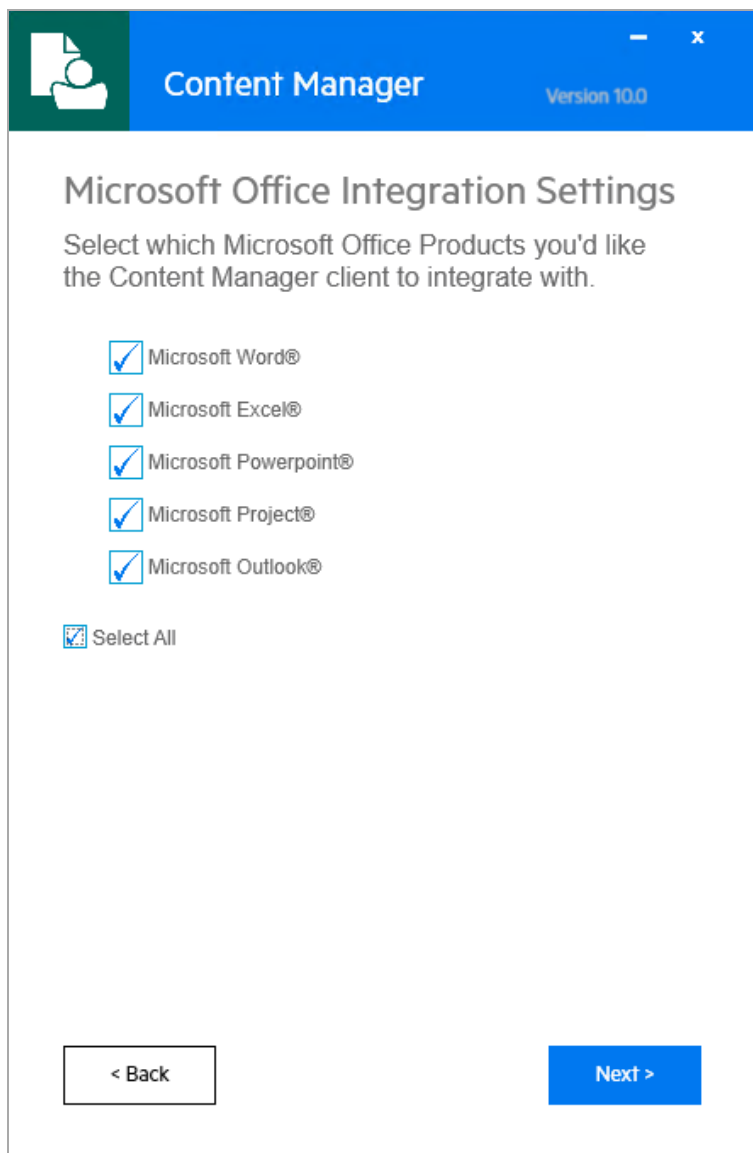 Content Manager
Version 10.0
Microsoft Office Integration Settings
Select which Microsoft Office Products you'd like
the Content Manager client to integrate with.
Microsoft Word®
Microsoft Excel®
Microsoft Powerpoint®
Microsoft Project®
Microsoft Outlook®
Select All
< Back
Next >